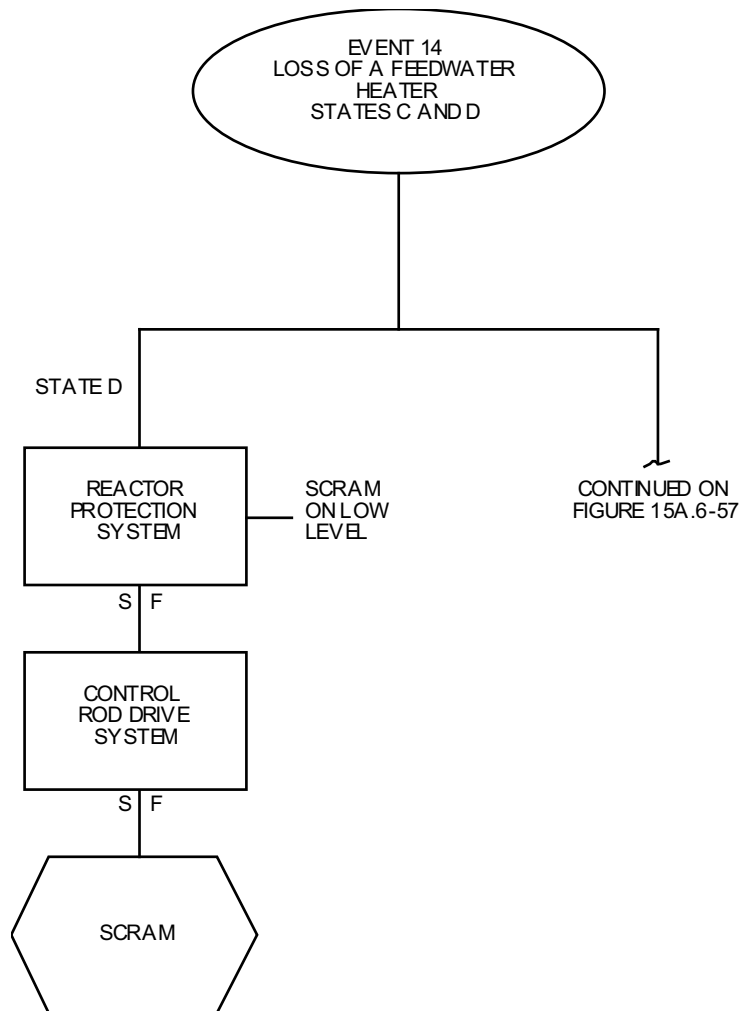 EVENT 14
LOSS OF A FEEDWATER
HEATER
STATES C AND D
STATE D
REACTOR
PROTECTION
SYSTEM
SCRAM
ON LOW
LEVEL
CONTINUED ON
FIGURE 15A.6-57
S F
CONTROL
ROD DRIVE
SYSTEM
S F
SCRAM